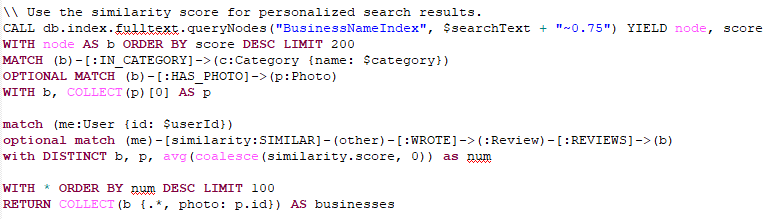 \\ Use the similarity score for personalized search results.
CALL db.index.fulltext.queryNodes("BusinessNameIndex", $searchText + "~0.75") YIELD node, score
WITH node AS b ORDER BY score DESC LIMIT 200
MATCH (b)-[:IN_CATEGORY]->(c:Category {name: $category})
OPTIONAL MATCH (b)-[:HAS_PHOTO]->(p:Photo)
WITH b, COLLECT(p)[0] AS p
match (me:User {id: $userId})
optional match (me)-[similarity:SIMILAR]-(other)-[:WROTE]->(:Review)-[:REVIEWS]->(b)
with DISTINCT b, p, avg(coalesce(similarity.score, 0)) as num
WITH * ORDER BY num DESC LIMIT 100
RETURN COLLECT(b {.*, photo: p.id}) AS businesses